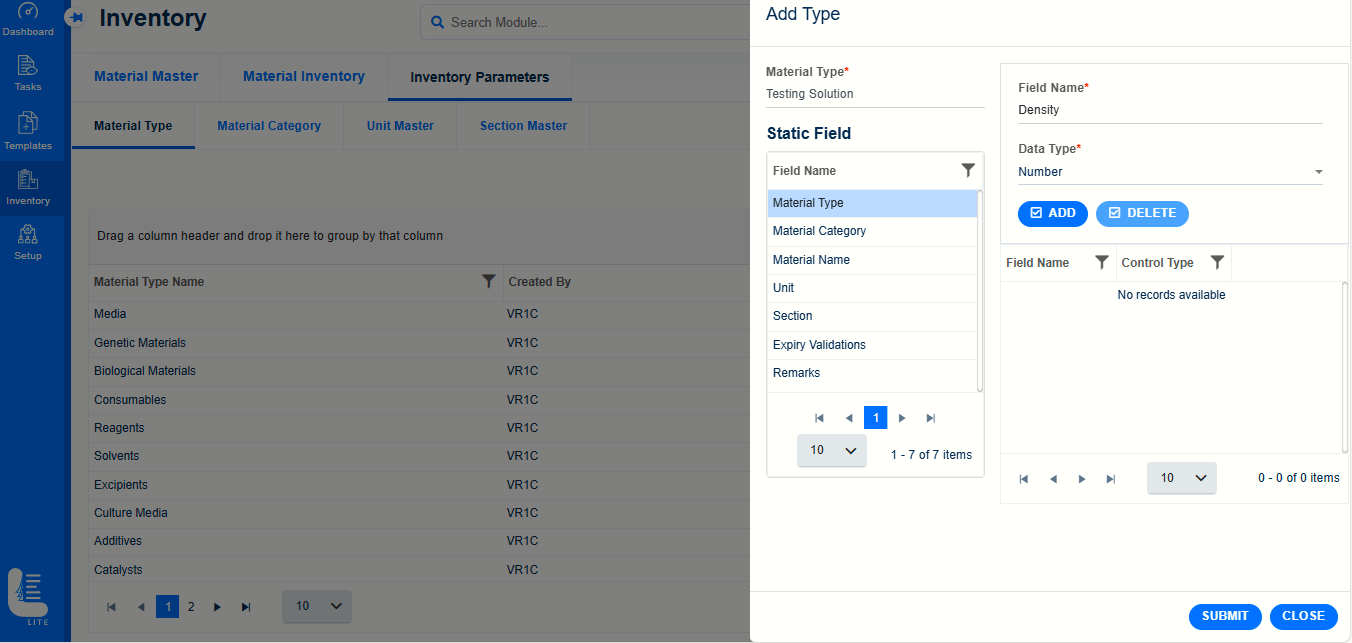 Dashboard
Tasks
Templates
Inventory
Setup
LITE
Inventory
Search Module...
Material Master
Material Inventory
Inventory Parameters
Material Type
Material Category
Unit Master
Section Master
Drag a column header and drop it here to group by that column
Material Type Name Created By
Media VR1C
Genetic Materials VR1C
Biological Materials VR1C
Consumables VR1C
Reagents VR1C
Solvents VR1C
Excipients VR1C
Culture Media VR1C
Additives VR1C
Catalysts VR1C
1 2 10
Add Type
Material Type*
Testing Solution
Static Field
Field Name
Material Type
Material Category
Material Name
Unit
Section
Expiry Validations
Remarks
1
10 1 - 7 of 7 items
Field Name*
Density
Data Type*
Number
ADD DELETE
Field Name Control Type
No records available
10 0 - 0 of 0 items
SUBMIT CLOSE